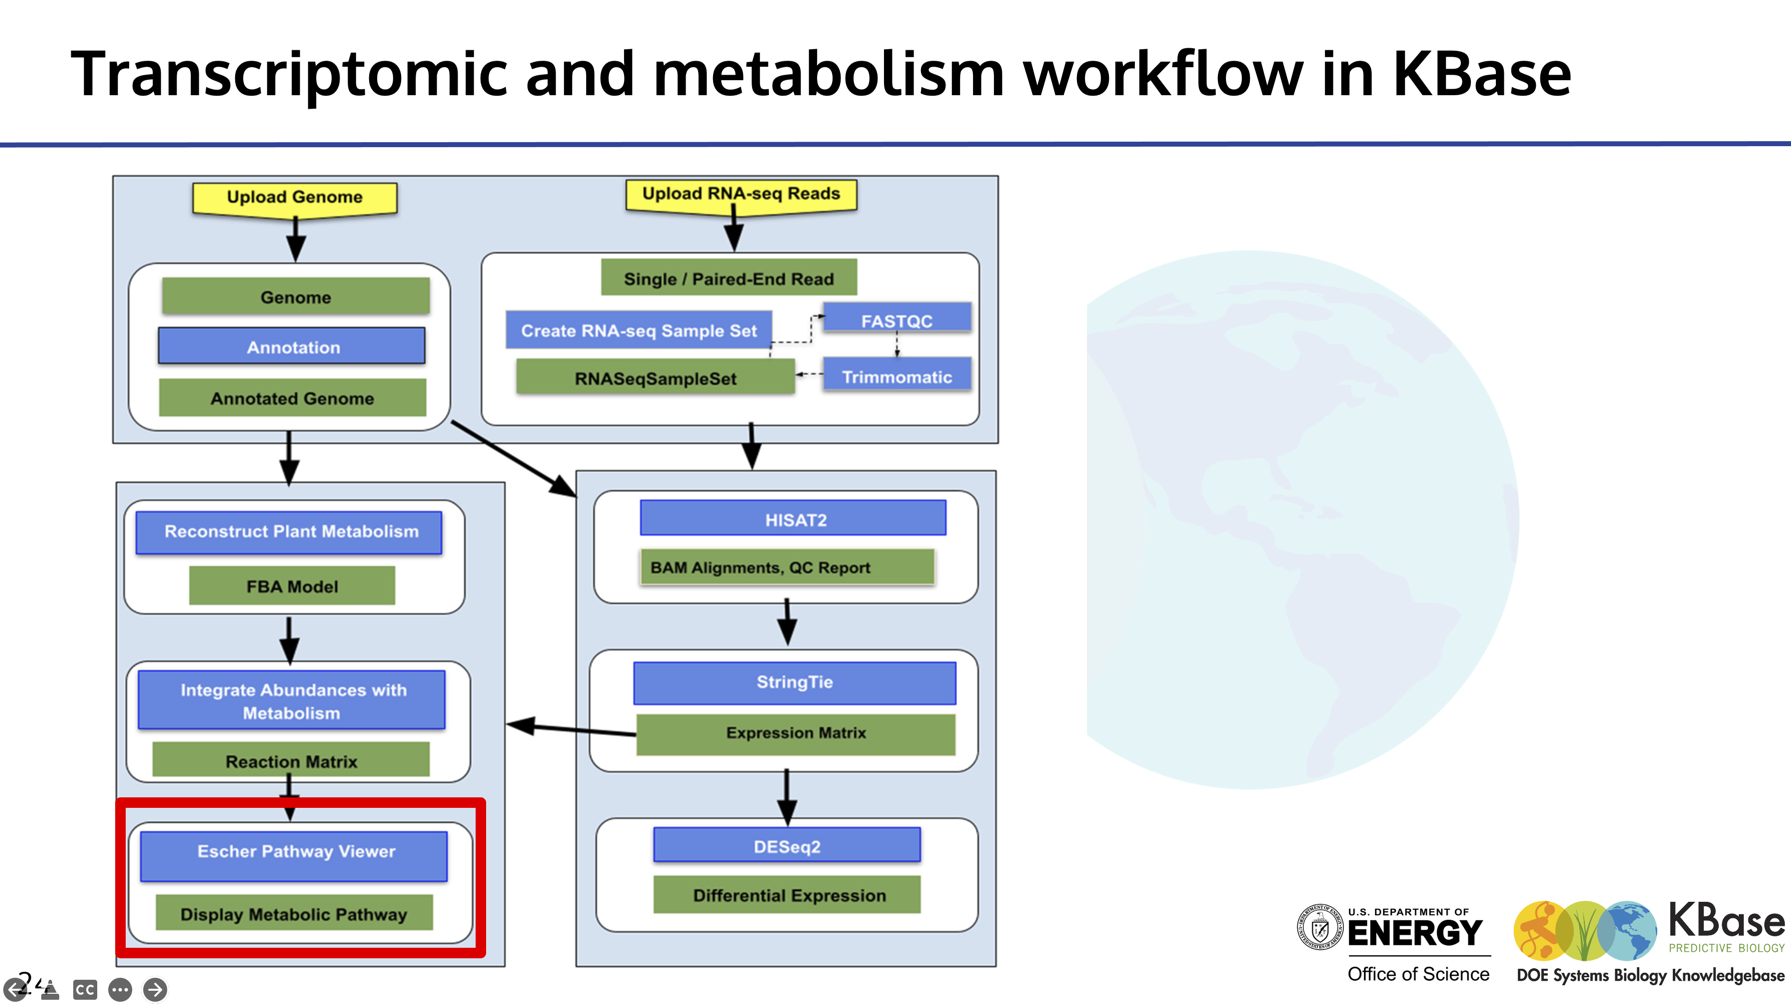 Transcriptomic and metabolism workflow in KBase
Upload Genome
Genome
Annotation
Annotated Genome
Upload RNA-seq Reads
Single / Paired-End Read
Create RNA-seq Sample Set
FASTQC
RNASeqSampleSet
Trimmomatic
Reconstruct Plant Metabolism
FBA Model
Integrate Abundances with
Metabolism
Reaction Matrix
Escher Pathway Viewer
Display Metabolic Pathway
HISAT2
BAM Alignments, QC Report
StringTie
Expression Matrix
DESeq2
Differential Expression
U.S. DEPARTMENT OF
ENERGY
Office of Science
KBase
PREDICTIVE BIOLOGY
DOE Systems Biology Knowledgebase
24
CC